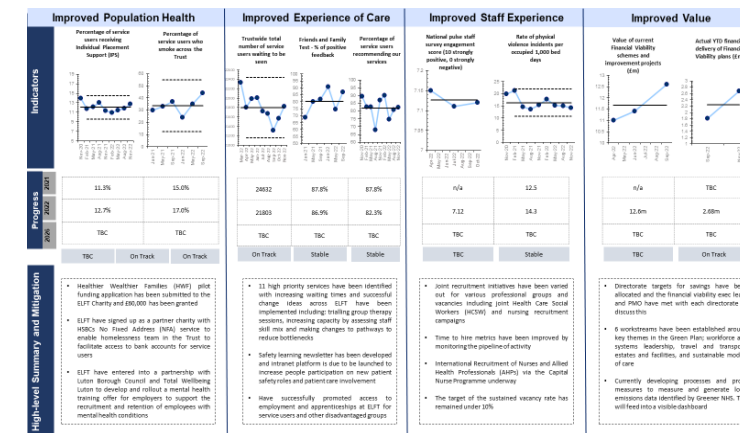 Improved Population Health
Improved Experience of Care
Improved Staff Experience
Improved Value
Indicators
Percentage of service
users receiving
Individual Placement
Support (IPS)
Percentage of
service users who
smoke across the
Trust
Trustwide total
number of service
users waiting to be
seen
Friends and Family
Test - % of positive
feedback
Percentage of
service users
recommending our
services
National pulse staff
survey engagement
score (10 strongly
positive, 0 strongly
negative)
Rate of physical
violence incidents per
occupied 1,000 bed
days
Value of current
Financial Viability
schemes and
improvement projects
(£m)
Actual YTD financ
delivery of Financi
Viability plans (£m
Progress
2021
11.3%
15.0%
24632
87.8%
87.8%
n/a
12.5
n/a
TBC
2022
12.7%
17.0%
21803
86.9%
82.3%
7.12
14.3
12.6m
2.68m
TBC
TBC
TBC
TBC
TBC
TBC
TBC
TBC
TBC
TBC
On Track
On Track
Stable
Stable
TBC
Stable
TBC
On Track
High-level Summary and Mitigation
• Healthier Wealthier Families (HWF) pilot
funding application has been submitted to the
ELFT Charity and £60,000 has been granted
• ELFT have signed up as a partner charity with
HSBCs No Fixed Address (NFA) service to
enable homelessness team in the Trust to
facilitate access to bank accounts for service
users
• ELFT have entered into a partnership with
Luton Borough Council and Total Wellbeing
Luton to develop and rollout a mental health
training offer for employers to support the
recruitment and retention of employees with
mental health conditions
• 11 high priority services have been identified
with increasing waiting times and successful
change ideas across ELFT have been
implemented including: trialling group therapy
sessions, increasing capacity by assessing staff
skill mix and making changes to pathways to
reduce bottlenecks
• Safety learning newsletter has been developed
and intranet platform is due to be launched to
increase people participation on new patient
safety roles and patient care involvement
• Have successfully promoted access to
employment and apprenticeships at ELFT for
service users and other disadvantaged groups
• Joint recruitment initiatives have been varied
out for various professional groups and
vacancies including joint Health Care Social
Workers (HCSW) and nursing recruitment
campaigns
• Time to hire metrics have been improved by
monitoring the pipeline of activity
• International Recruitment of Nurses and Allied
Health Professionals (AHPs) via the Capital
Nurse Programme underway
• The target of the sustained vacancy rate has
remained under 10%
• Directorate targets for savings have be
allocated and the financial viability exec lea
and PMO have met with each directorate
discuss this
• 6 workstreams have been established arou
key themes in the Green Plan; workforce a
systems leadership, travel and transpo
estates and facilities, and sustainable mod
of care
• Currently developing processes and pro
measures to measure and generate lo
emissions data identified by Greener NHS. T
will feed into a visible dashboard